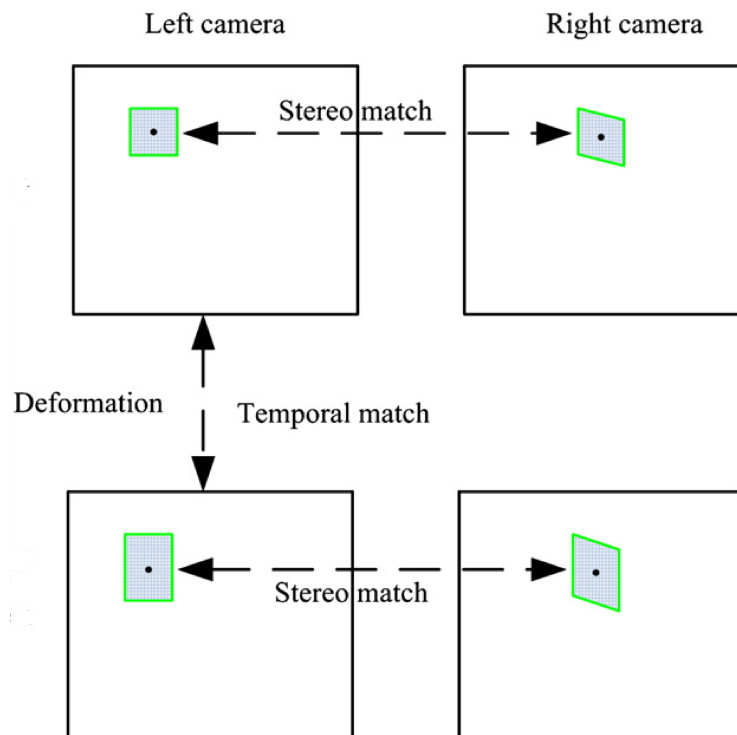 Left camera
Right camera
Stereo match
Deformation
Temporal match
Stereo match